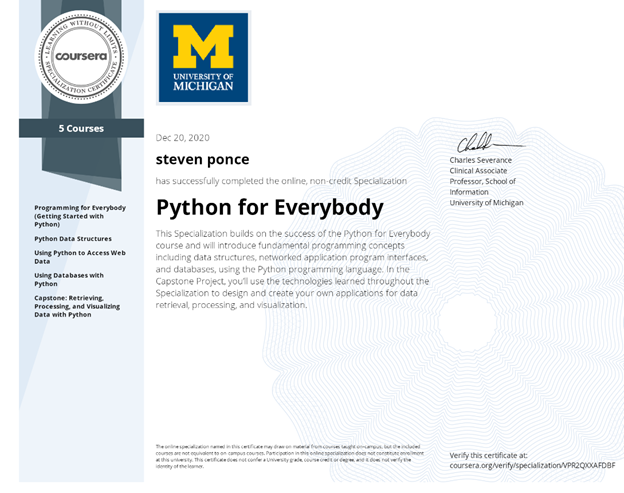 LEARNING WITHOUT LIMITS
coursera
SPECIALIZATION CERTIFICATE
5 Courses
Programming for Everybody
(Getting Started with
Python)
Python Data Structures
Using Python to Access Web
Data
Using Databases with
Python
Capstone: Retrieving,
Processing, and Visualizing
Data with Python
M
UNIVERSITY OF
MICHIGAN
Dec 20, 2020
steven ponce
has successfully completed the online, non-credit Specialization
Python for Everybody
This Specialization builds on the success of the Python for Everybody
course and will introduce fundamental programming concepts
including data structures, networked application program interfaces,
and databases, using the Python programming language. In the
Capstone Project, you'll use the technologies learned throughout the
Specialization to design and create your own applications for data
retrieval, processing, and visualization.
Charles Severance
Clinical Associate
Professor, School of
Information
University of Michigan
The online specialization named in this certificate may draw on material from courses taught on-campus, but the included
courses are not equivalent to on-campus courses. Participation in this online specialization does not constitute enrollment
at this university. This certificate does not confer a University grade, course credit or degree, and it does not verify the
identity of the learner.
Verify this certificate at:
coursera.org/verify/specialization/VPR2QXXAFDBF